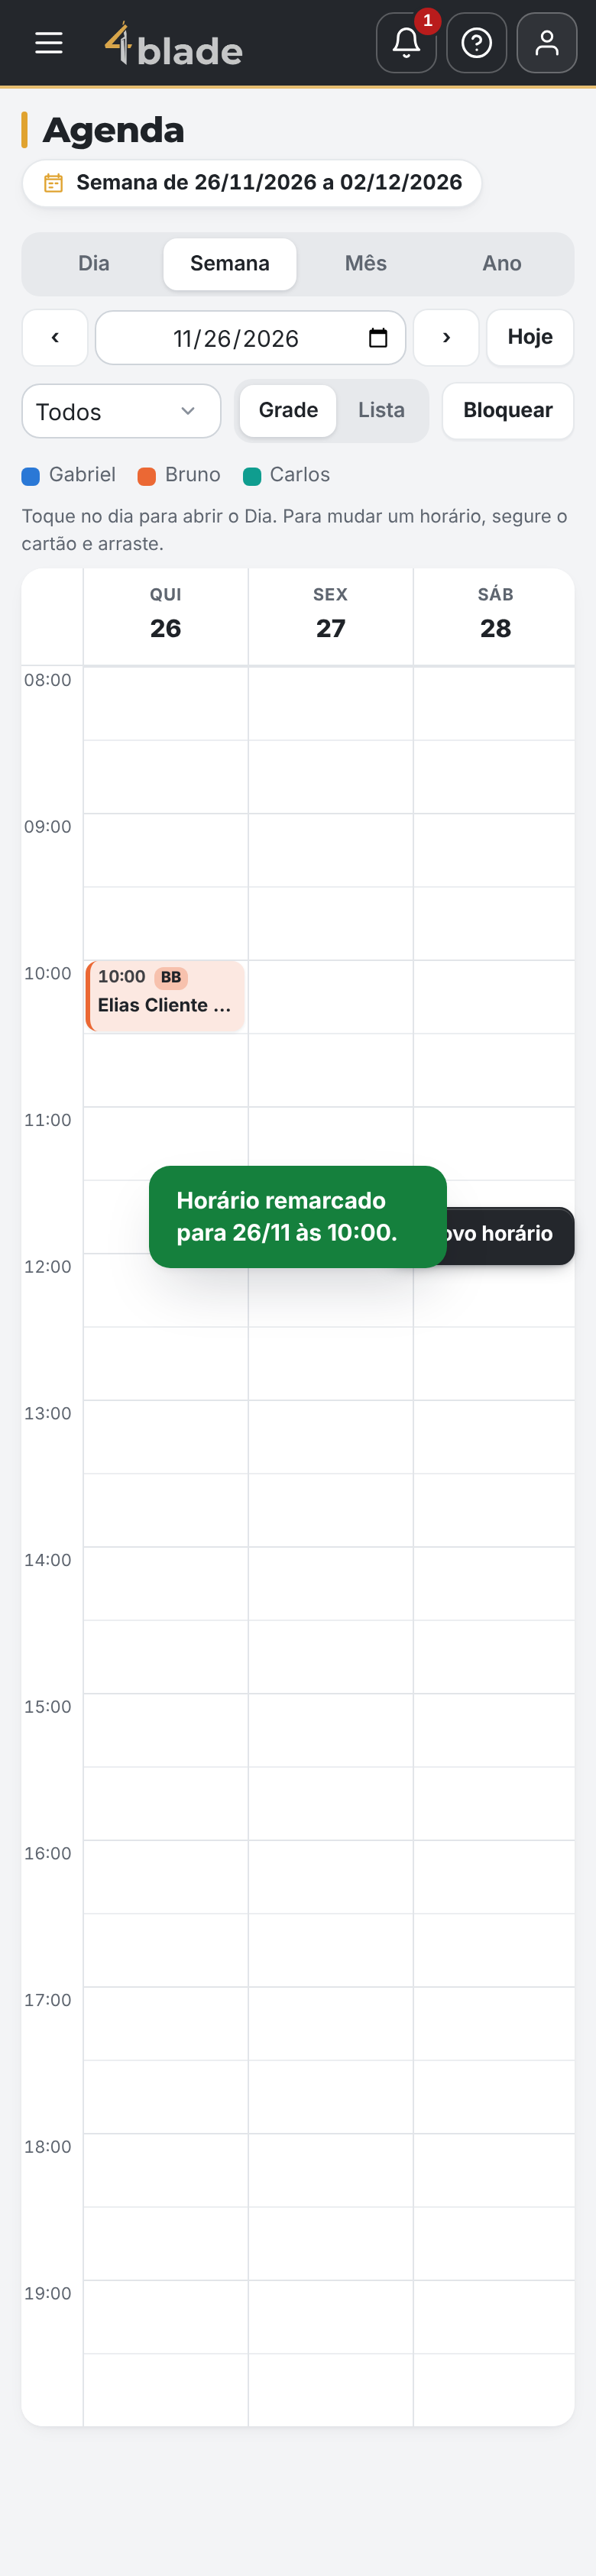 4blade
1
Agenda
Semana de 26/11/2026 a 02/12/2026
Dia Semana Mês Ano
‹ 11/26/2026 › Hoje
Todos Grade Lista Bloquear
Gabriel Bruno Carlos
Toque no dia para abrir o Dia. Para mudar um horário, segure o
cartão e arraste.
QUI SEX SÁB
26 27 28
08:00
09:00
10:00
10:00 BB
Elias Cliente ...
11:00
Horário remarcado
para 26/11 às 10:00.
horário
12:00
13:00
14:00
15:00
16:00
17:00
18:00
19:00